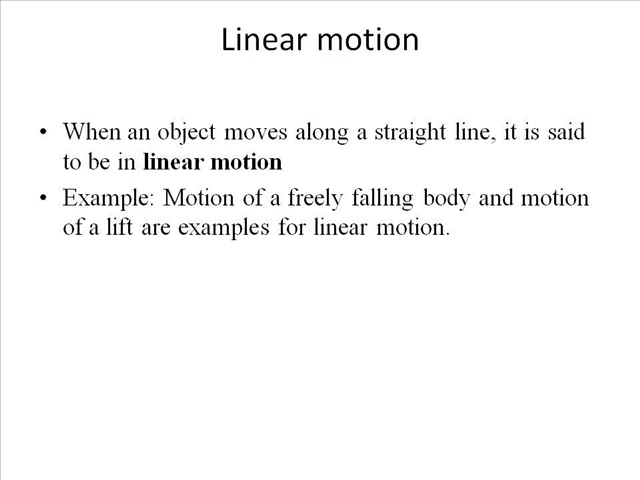 Linear motion
• When an object moves along a straight line, it is said
to be in linear motion
• Example: Motion of a freely falling body and motion
of a lift are examples for linear motion.